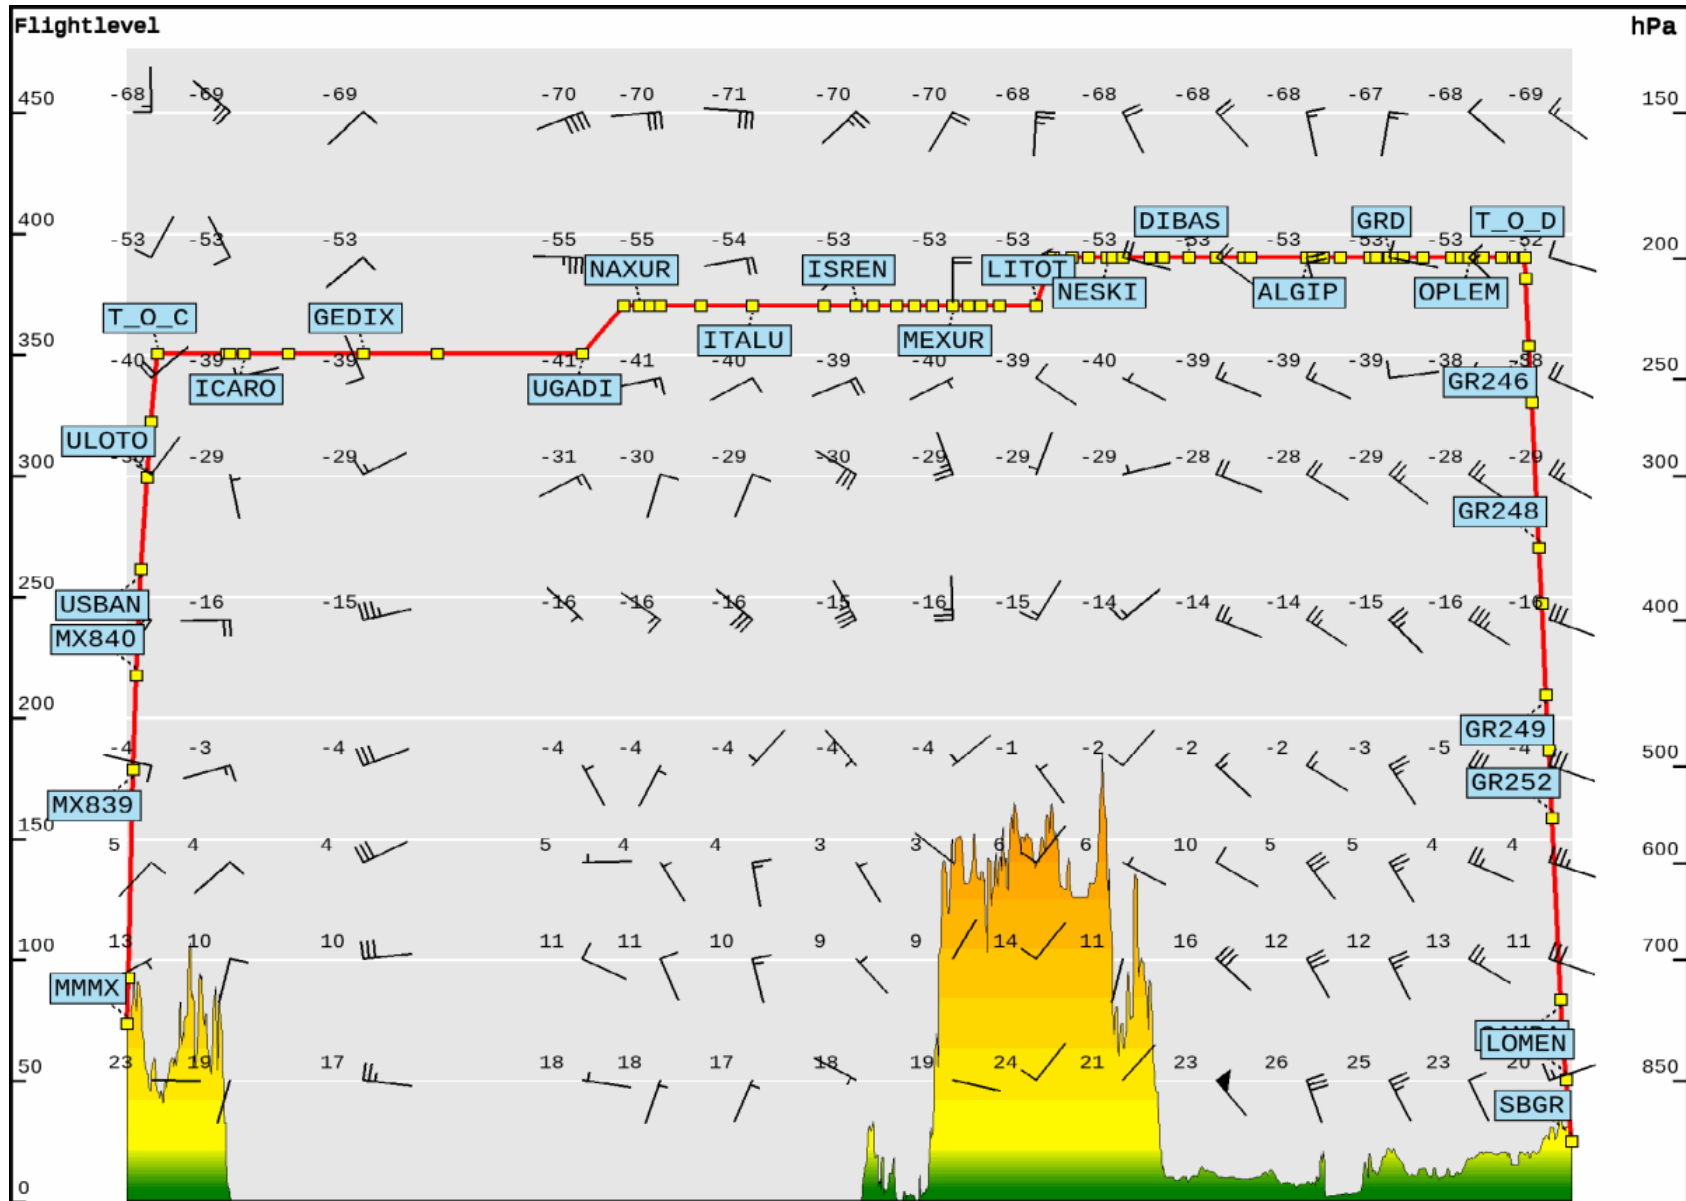 Flightlevel hPa
-68 -69 -69 -70 -70 -71 -70 -70 -68 -68 -68 -68 -67 -68 -69
450 150
400
DIBAS GRD T_O_D
-53 -53 -53 -55 -55 -54 -53 -53 -53 -53 -53 -53 -53 -53 -52
200
NAXUR ISREN LITOT
NESKI ALGIP OPLEM
T_O_C GEDIX
ITALU MEXUR
350
-40 -39 -39 -41 -41 -40 -39 -40 -39 -40 -39 -39 -38 -38
250
ICARO UGADI GR246
ULOTO
-29 -29 -31 -30 -29 -30 -29 -29 -29 -28 -28 -29 -28 -29
300 300
GR248
250
USBAN -16 -15 -16 -16 -16 -15 -16 -15 -14 -14 -14 -15 -16 -16
400
MX840
200
GR249
-4 -3 -4 -4 -4 -4 -4 -4 -1 -2 -2 -2 -3 -5 -4
500
GR252
MX839
150
5 4 4 5 4 4 3 3 6 6 10 5 5 4 4
600
100 13 10 10 11 11 10 9 9 14 11 16 12 12 13 11 700
MMMX
LOMEN
50 23 19 17 18 18 17 18 19 24 21 23 26 25 23 20 850
SBGR
0